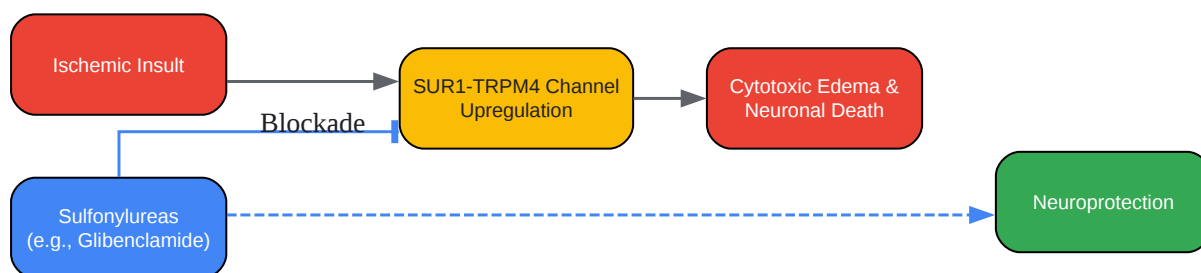 Ischemic Insult
SUR1-TRPM4 Channel
Upregulation
Cytotoxic Edema &
Neuronal Death
Blockade
Sulfonylureas
(e.g., Glibenclamide)
Neuroprotection